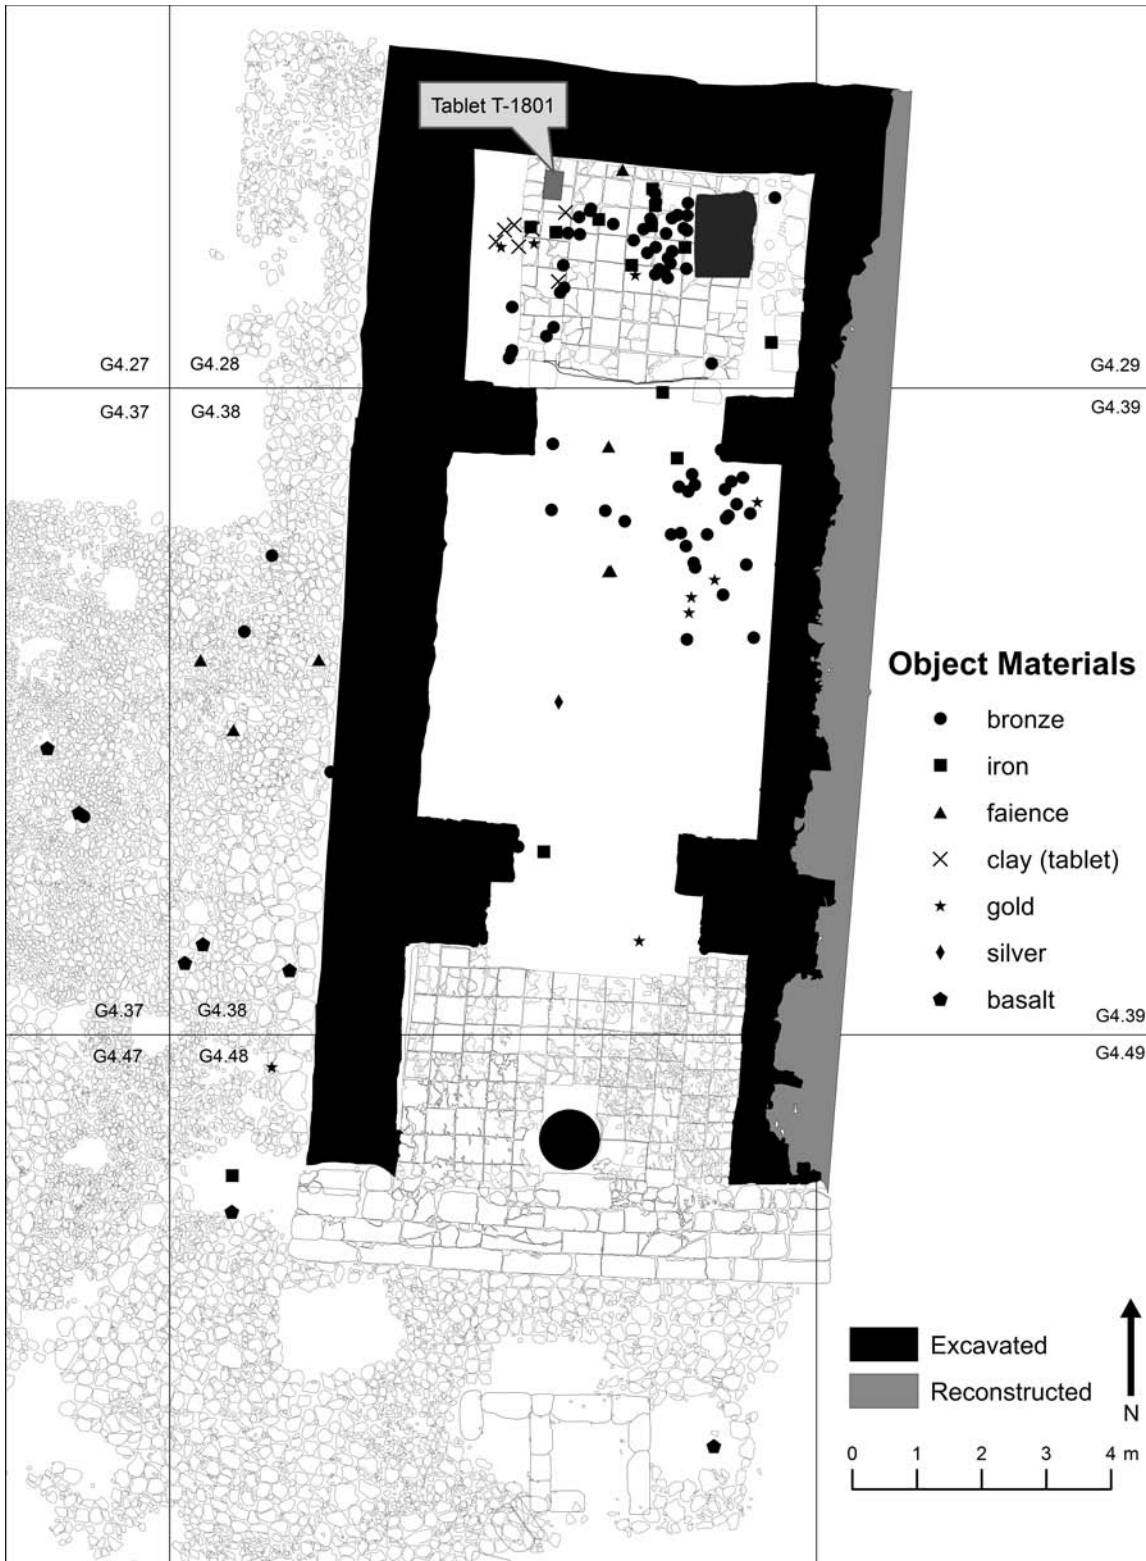 Tablet T-1801
G4.27 G4.28 G4.29
G4.37 G4.38 G4.39
Object Materials
bronze
iron
faience
clay (tablet)
gold
silver
basalt
G4.37 G4.38 G4.39
G4.47 G4.48 G4.49
Excavated
Reconstructed
N
0 1 2 3 4 m